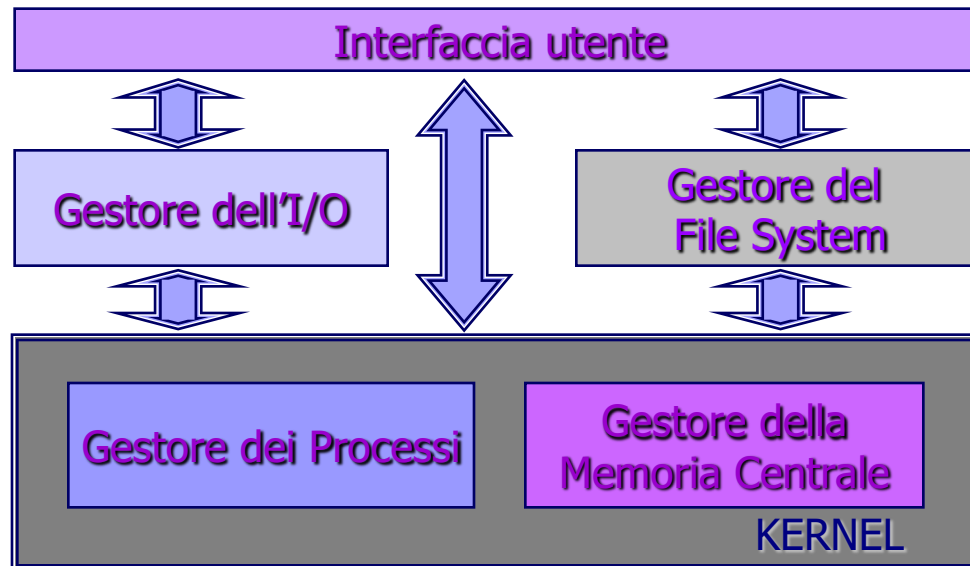 Interfaccia utente
Gestore dell'I/O
Gestore del
File System
Gestore dei Processi
Gestore della
Memoria Centrale
KERNEL